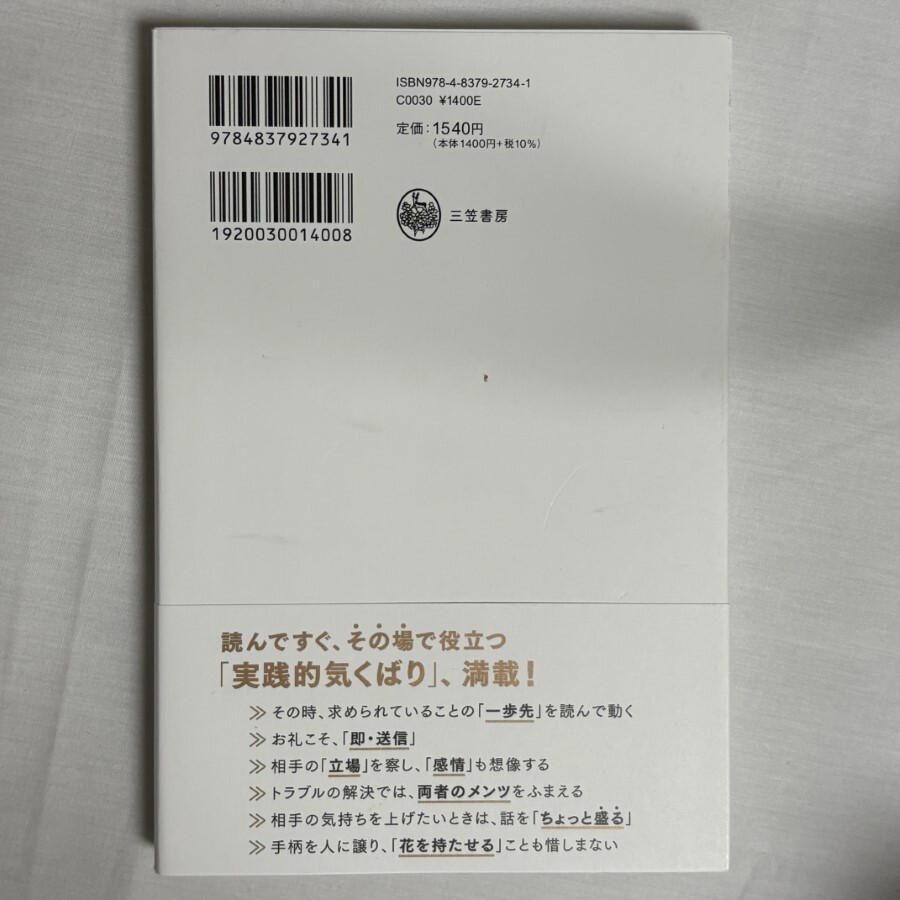 ISBN978-4-8379-2734-1
C0030 ¥1400E
9784837927341
定価：1540円
（本体1400円+税10%）
1920030014008
三笠書房
読んですぐ、その場で役立つ
「実践的気くばり」、満載！
≫ その時、求められていることの「一歩先」を読んで動く
≫ お礼こそ、「即・送信」
≫ 相手の「立場」を察し、「感情」も想像する
≫ トラブルの解決では、両者のメンツをふまえる
≫ 相手の気持ちを上げたいときは、話を「ちょっと盛る」
≫ 手柄を人に譲り、「花を持たせる」ことも惜しまない